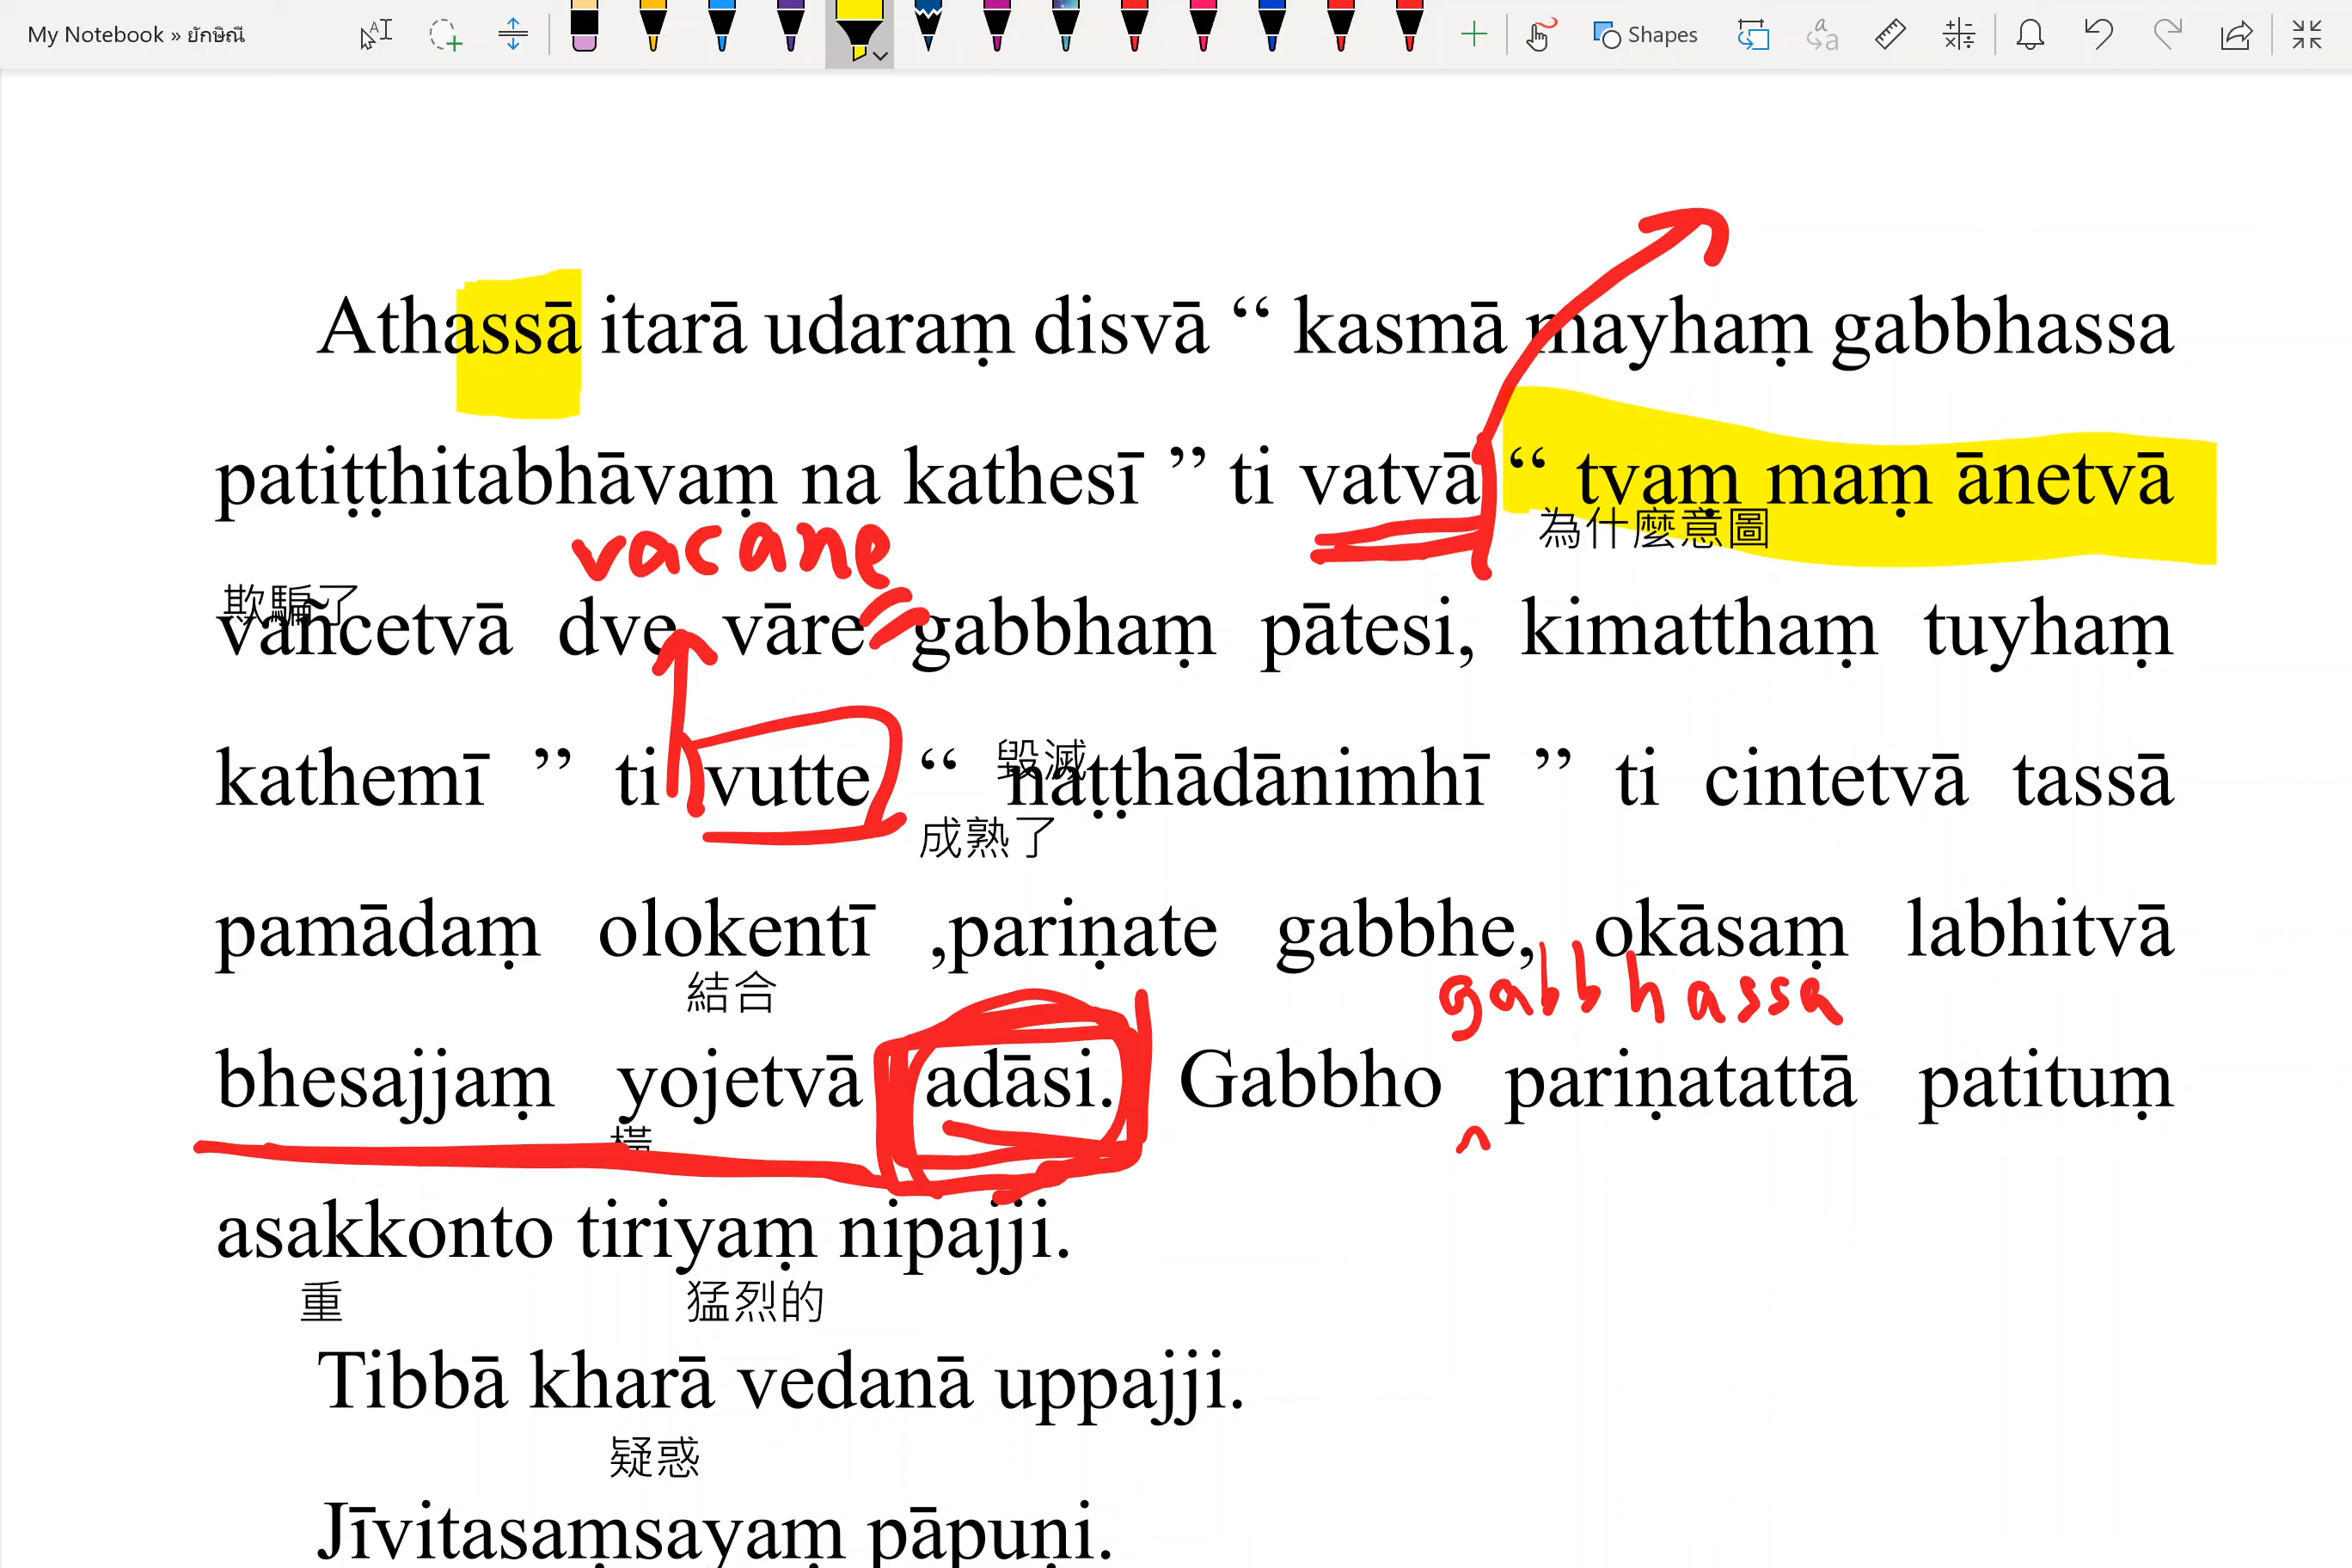 My Notebook » ยักษิณี
Shapes
Athassā itarā udaraṃ disvā “ kasmā mayhaṃ gabbhassa
patiṭṭhitabhāvaṃ na kathesī ” ti vatvā “ tvaṃ maṃ ānetvā
為什麼意圖
vacane
欺騙了
vañcetvā dve vāre gabbhaṃ pātesi, kimatthaṃ tuyhaṃ
毀滅
kathemī ” ti vutte “ naṭṭhādānimhī ” ti cintetvā tassā
成熟了
pamādaṃ olokentī ,pariṇate gabbhe, okāsaṃ labhitvā
結合
gabbhassa
bhesajjaṃ yojetvā adāsi. Gabbho ^ pariṇatattā patituṃ
橫
asakkonto tiriyaṃ nipajji.
重 猛烈的
Tibbā kharā vedanā uppajji.
疑惑
Jīvitasaṃsayaṃ pāpuṇi.